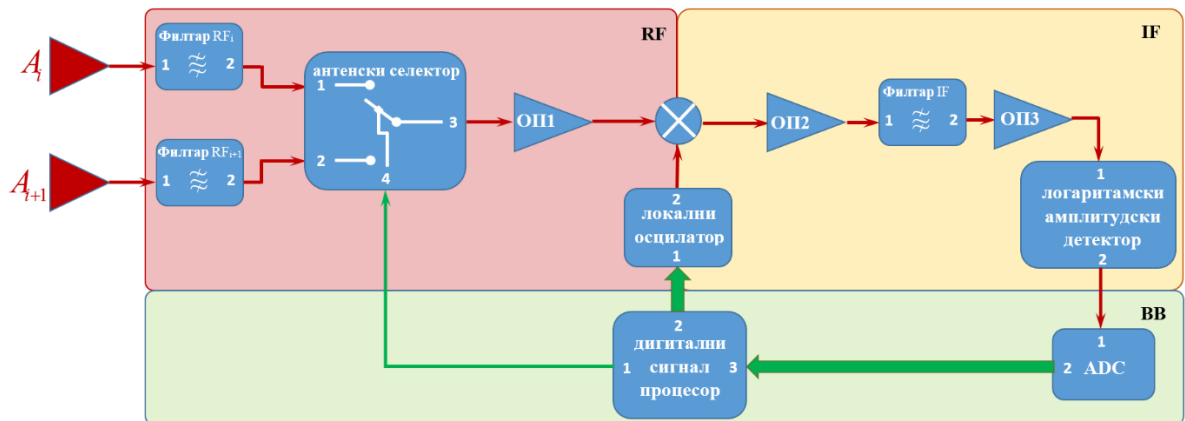 RF
IF
A_i
Филтар RF_i
1 2
антенски селектор
1
2
3
4
ОП1
ОП2
Филтар IF
1 2
ОП3
A_{i+1}
Филтар RF_{i+1}
1 2
2
локални
осцилатор
1
1
логаритамски
амплитудски
детектор
2
BB
2
дигитални
1 сигнал 3
процесор
1
2 ADC